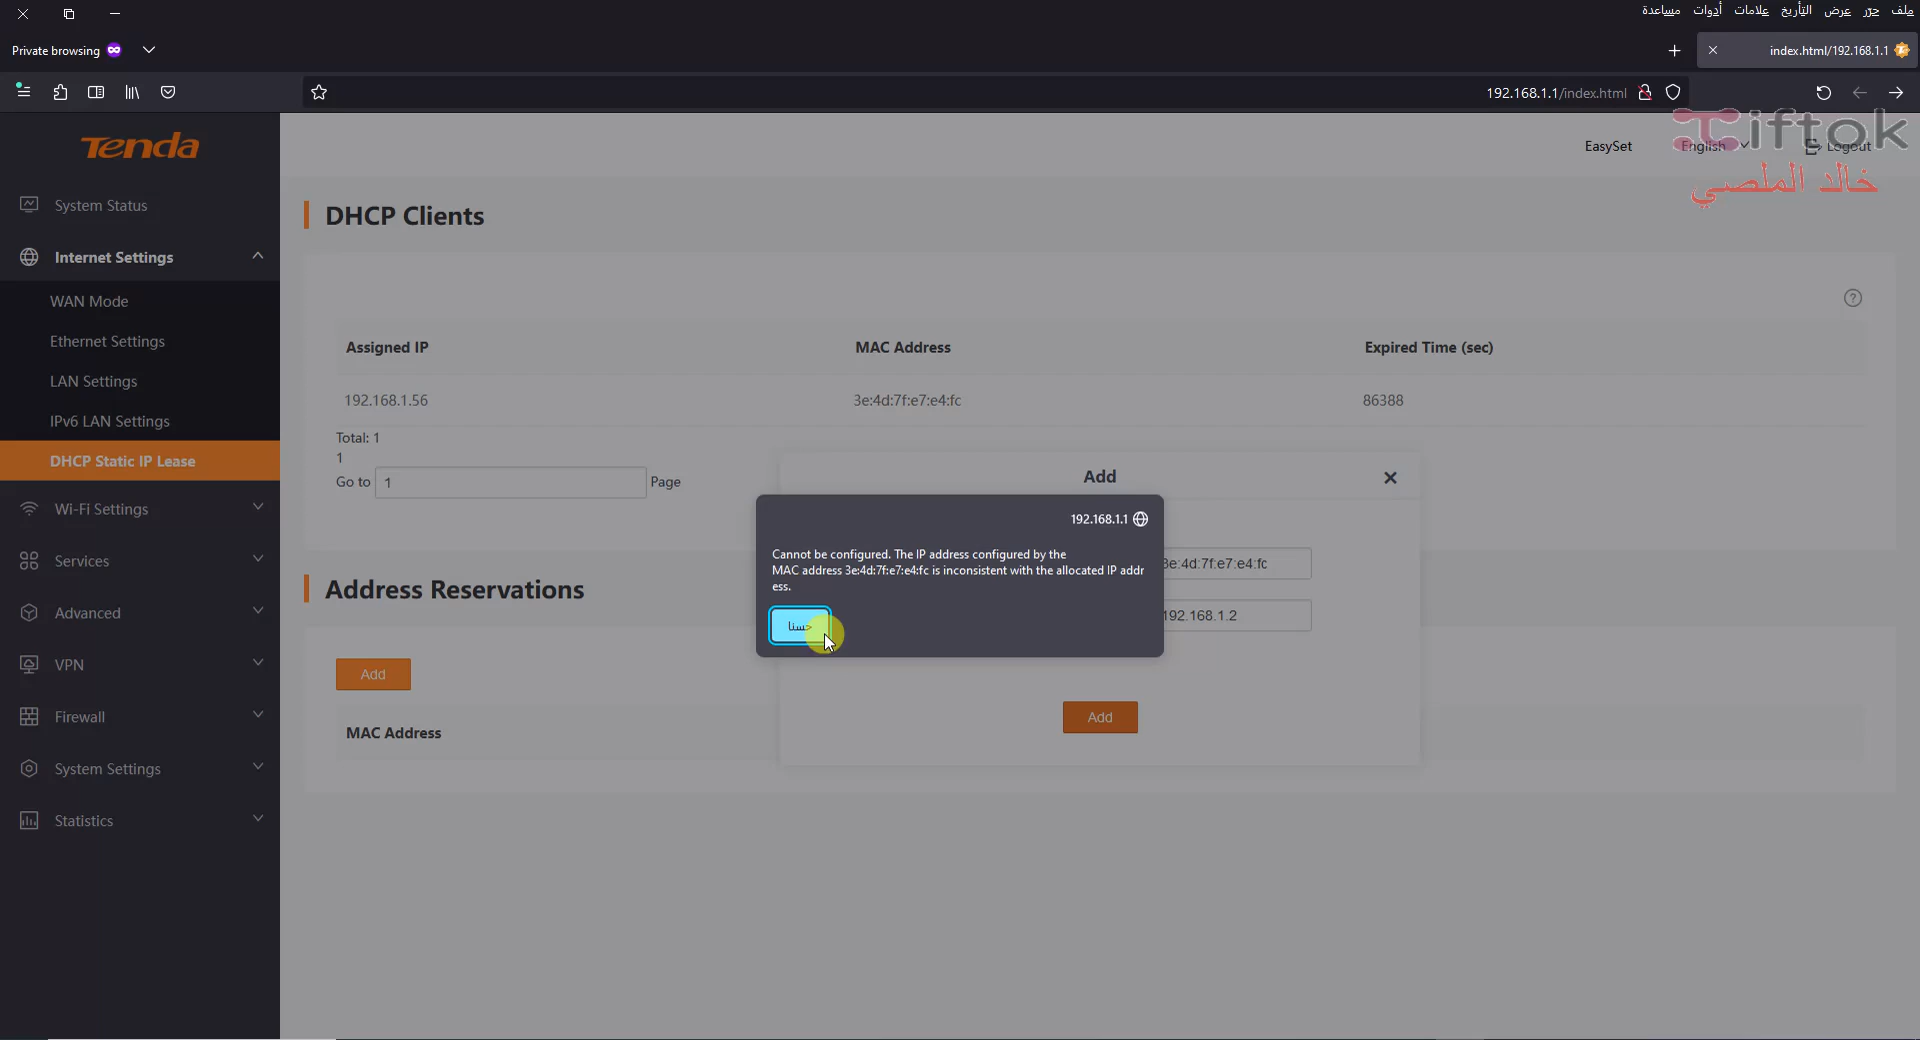 ملف حرّر عرض التأريخ علامات أدوات مساعدة
Private browsing
index.html/192.168.1.1
192.168.1.1/index.html
Tiftok
خالد الملصي
Tenda
EasySet
English
Logout
System Status
Internet Settings
WAN Mode
Ethernet Settings
LAN Settings
IPv6 LAN Settings
DHCP Static IP Lease
Wi-Fi Settings
Services
Advanced
VPN
Firewall
System Settings
Statistics
DHCP Clients
Assigned IP MAC Address Expired Time (sec)
192.168.1.56 3e:4d:7f:e7:e4:fc 86388
Total: 1
1
Go to 1 Page
Add
3e:4d:7f:e7:e4:fc
192.168.1.2
Add
192.168.1.1
Cannot be configured. The IP address configured by the
MAC address 3e:4d:7f:e7:e4:fc is inconsistent with the allocated IP addr
ess.
حسنا
Address Reservations
Add
MAC Address